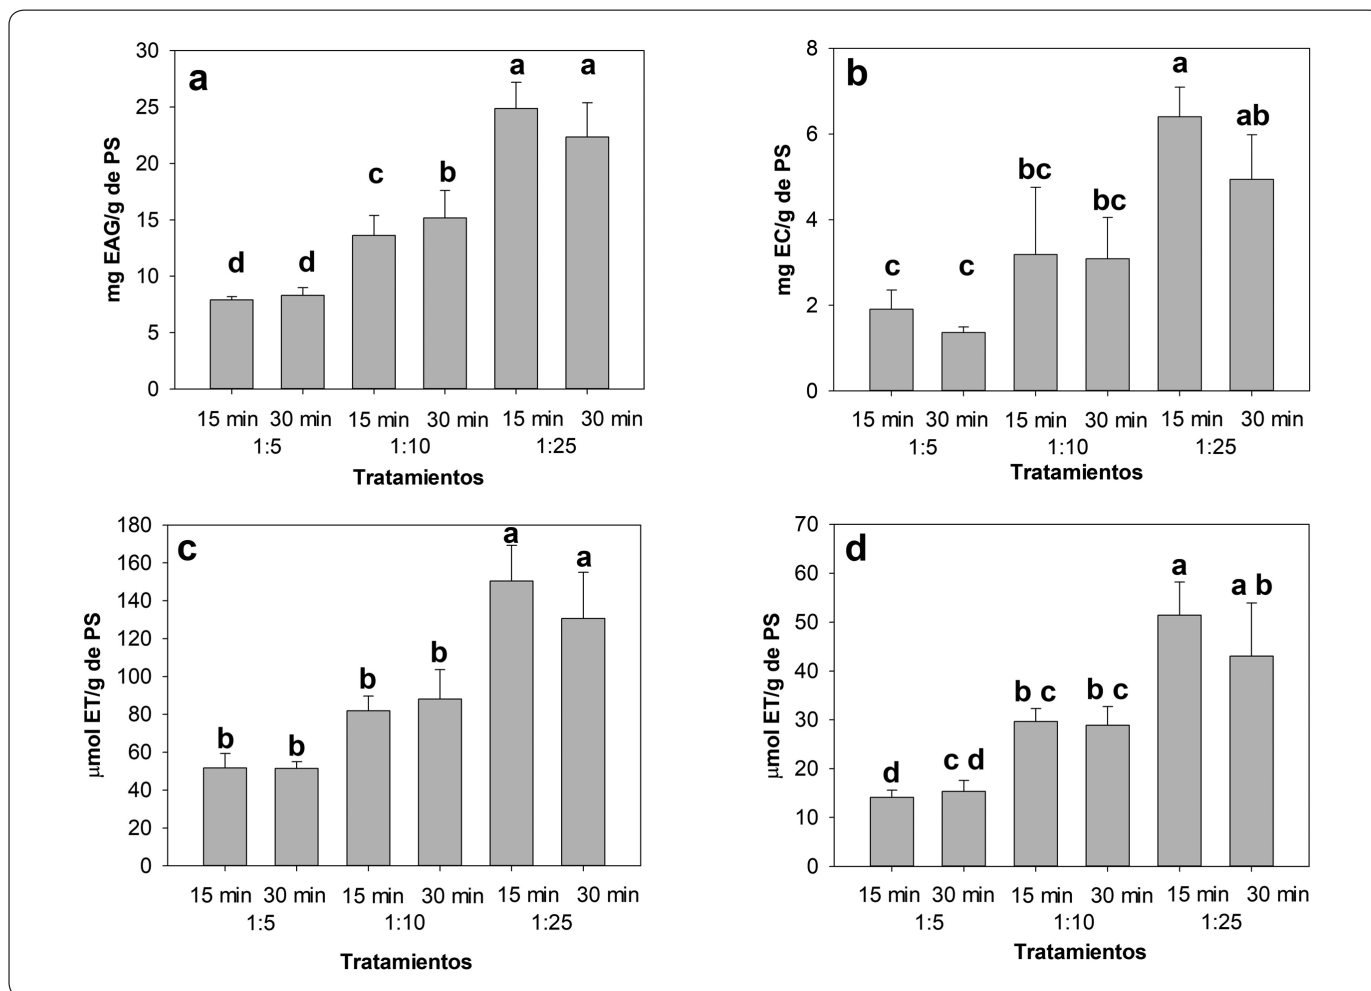 a
mg EAG/g de PS
30
25
20
15
10
5
0
d d c b a a
15 min 30 min 15 min 30 min 15 min 30 min
1:5 1:10 1:25
Tratamientos
b
mg EC/g de PS
8
6
4
2
0
c c bc bc a ab
15 min 30 min 15 min 30 min 15 min 30 min
1:5 1:10 1:25
Tratamientos
c
μmol ET/g de PS
180
160
140
120
100
80
60
40
20
0
b b b b a a
15 min 30 min 15 min 30 min 15 min 30 min
1:5 1:10 1:25
Tratamientos
d
μmol ET/g de PS
70
60
50
40
30
20
10
0
d c d b c b c a a b
15 min 30 min 15 min 30 min 15 min 30 min
1:5 1:10 1:25
Tratamientos